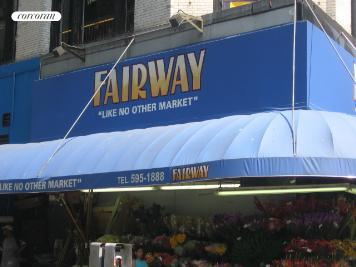 corcoran
FAIRWAY
"LIKE NO OTHER MARKET"
LIKE NO OTHER MARKET" TEL 595-1888 FAIRWAY